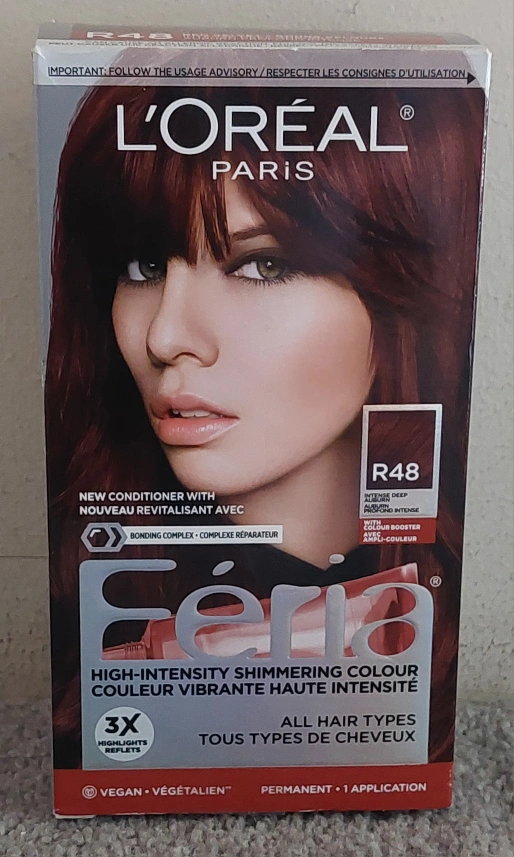 R48
IMPORTANT: FOLLOW THE USAGE ADVISORY / RESPECTER LES CONSIGNES D'UTILISATION
L'ORÉAL®
PARiS
R48
INTENSE DEEP
AUBURN
AUBURN
PROFOND INTENSE
WITH
COLOUR BOOSTER
AVEC
AMPLI-COULEUR
NEW CONDITIONER WITH
NOUVEAU REVITALISANT AVEC
BONDING COMPLEX • COMPLEXE RÉPARATEUR
Féria®
HIGH-INTENSITY SHIMMERING COLOUR
COULEUR VIBRANTE HAUTE INTENSITÉ
3X
HIGHLIGHTS
REFLETS
ALL HAIR TYPES
TOUS TYPES DE CHEVEUX
VEGAN • VÉGÉTALIEN
PERMANENT • 1 APPLICATION